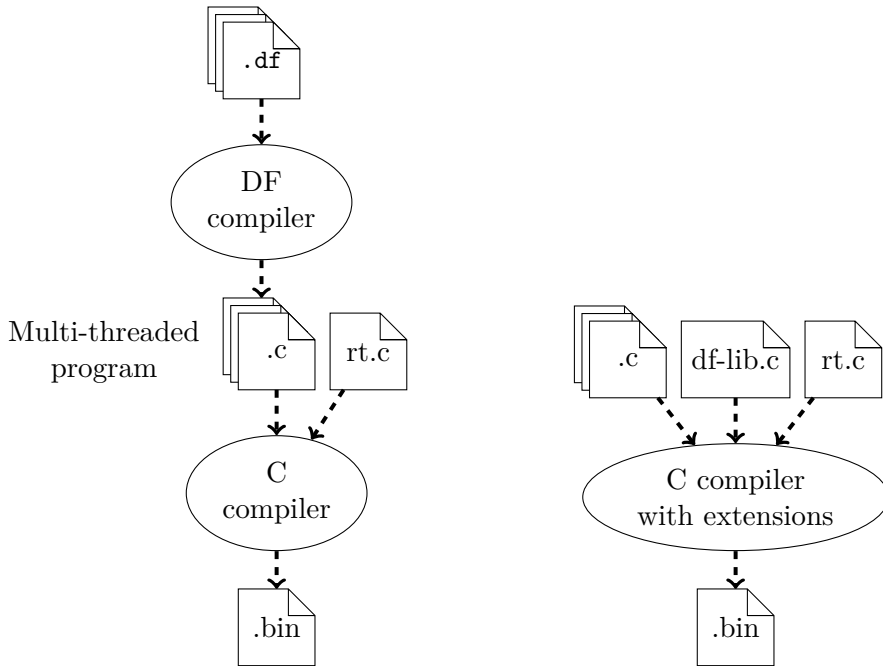 .df
DF
compiler
Multi-threaded
program
.c
rt.c
C
compiler
.bin
.c
df-lib.c
rt.c
C compiler
with extensions
.bin